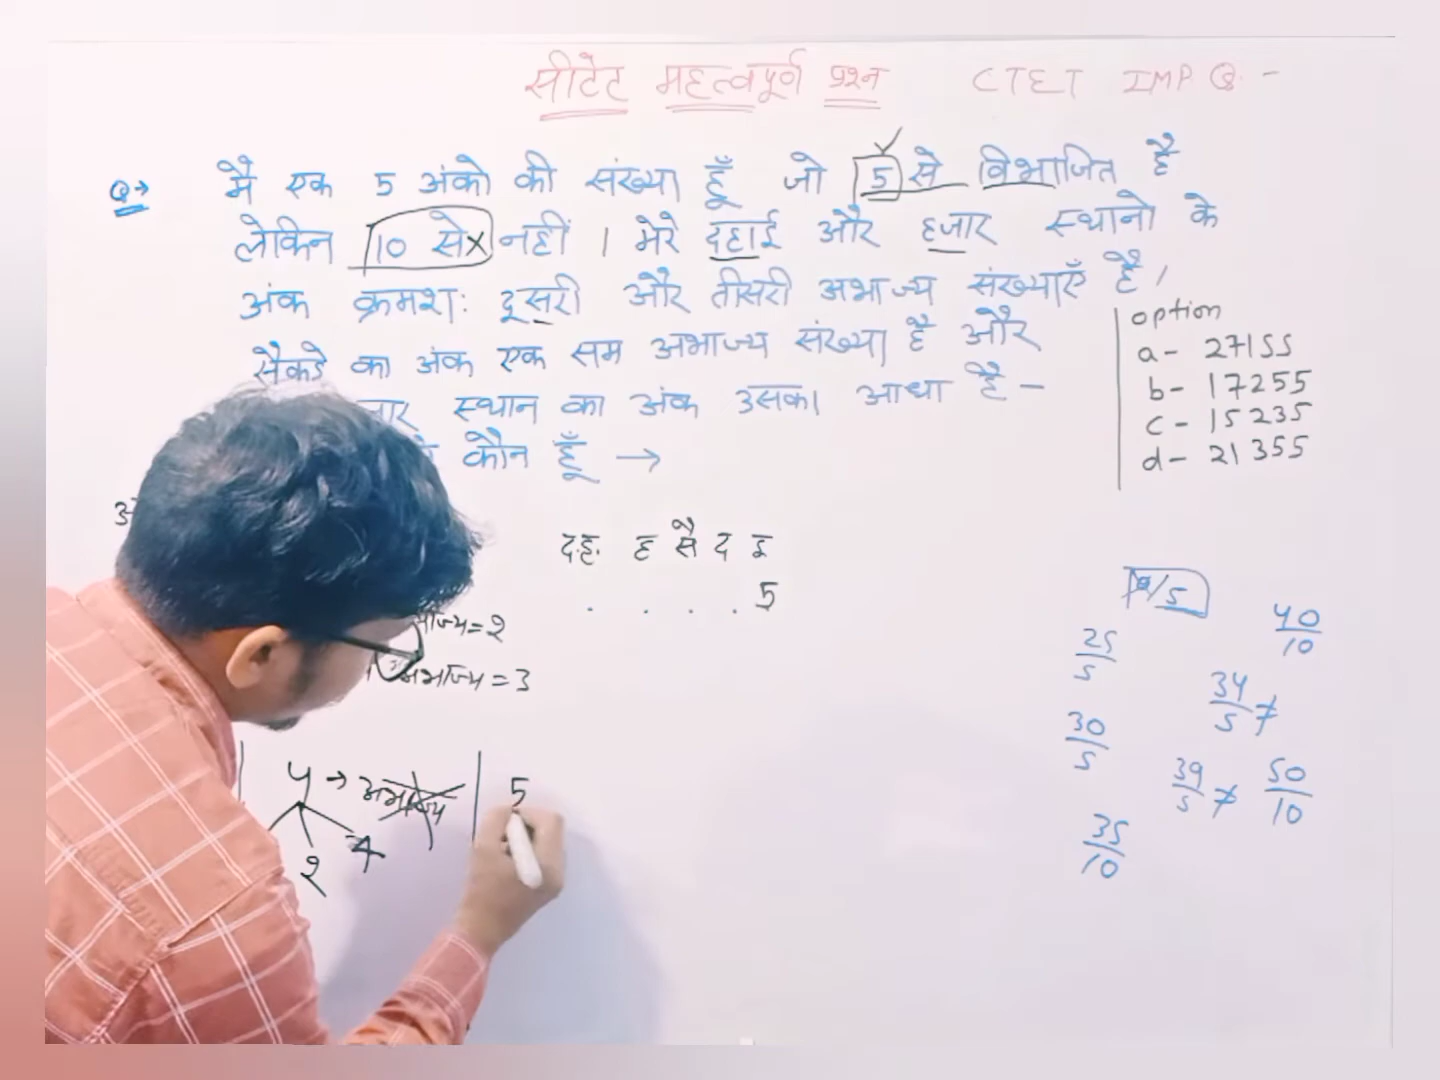 सीटेट महत्वपूर्ण प्रश्न CTET IMP Q. -
Q→ मै एक 5 अंको की संख्या हूँ जो 5 से विभाजित है
लेकिन 10 से x नहीं । मेरे दहाई और हजार स्थानो के
अंक क्रमशः दूसरी और तीसरी अभाज्य संख्याएँ है ।
सैकडे का अंक एक सम अभाज्य संख्या है और
स्थान का अंक उसका आधा है –
कौन हूँ →
option
a - 27155
b - 17255
c - 15235
d - 21355
द.ह. ह सै द इ
. . . . 5
= 2
अभाज्य = 3
4 → अभाज्य
2 4
5
25/5
30/5
35/10
40/10
34/5 ≠
39/5 ≠
50/10